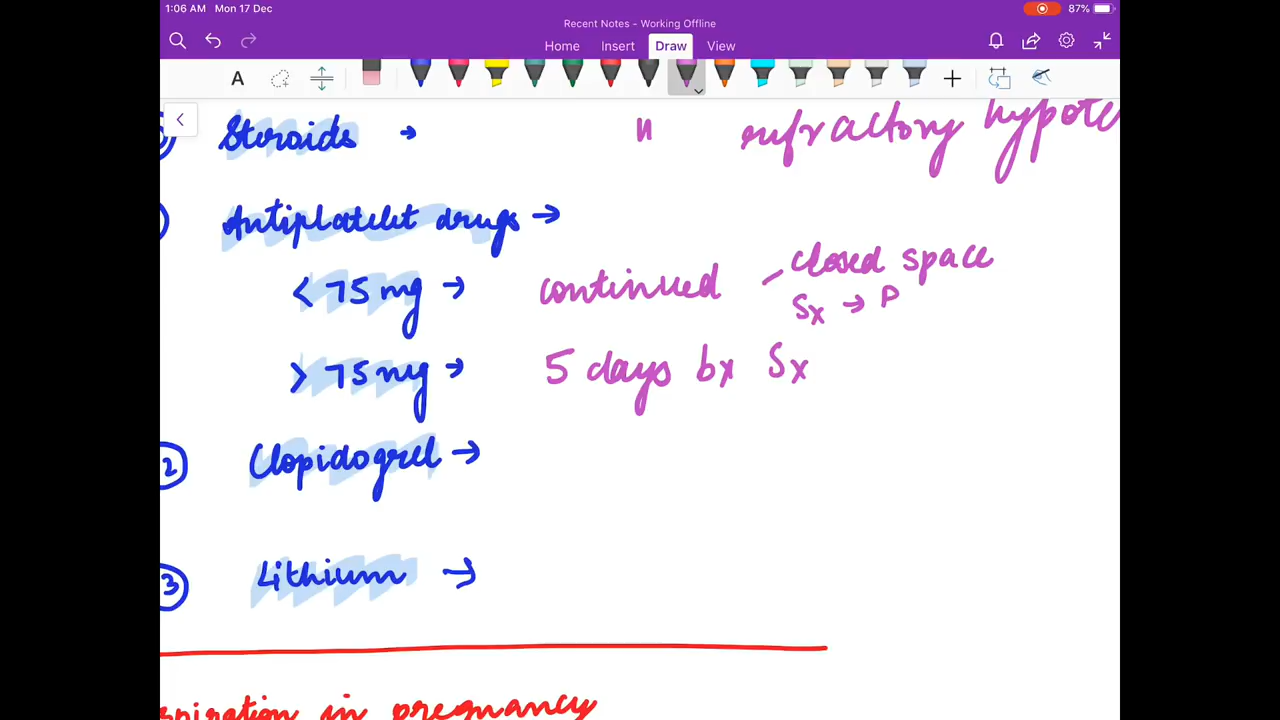 1:06 AM Mon 17 Dec 87%
Recent Notes - Working Offline
Home Insert Draw View
A
Steroids → " refractory hypote
Antiplatelet drugs →
< 75 mg → continued - closed space
Sx → P
> 75 mg → 5 days bx Sx
2 Clopidogrel →
3 Lithium →
spiration in pregnancy